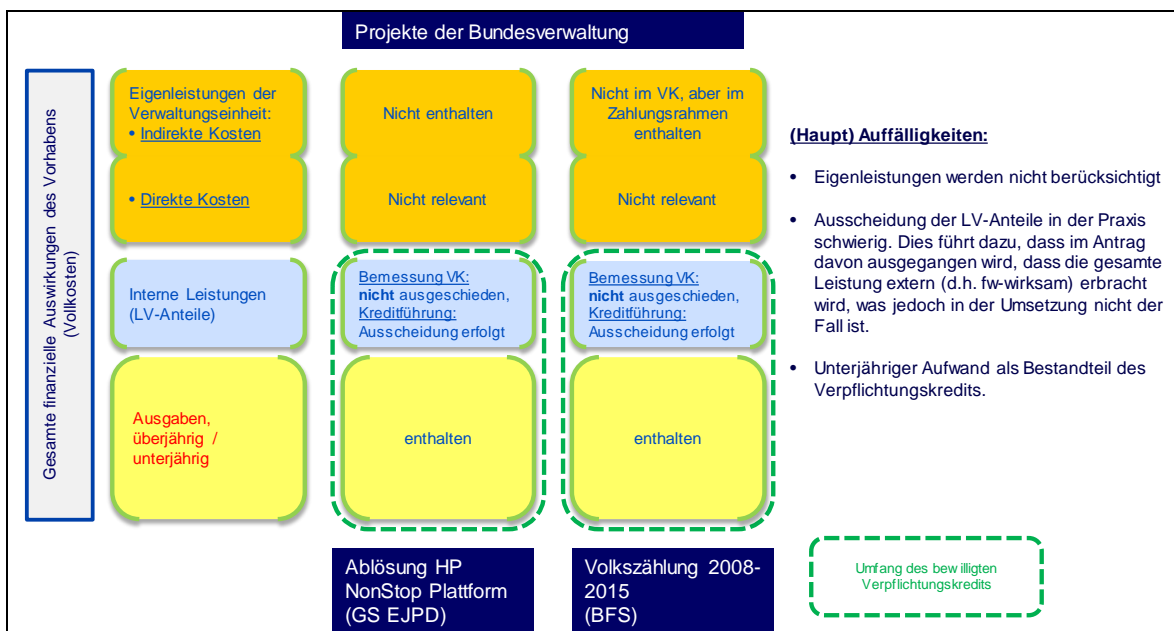 Projekte der Bundesverwaltung
Gesamte finanzielle Auswirkungen des Vorhabens
(Vollkosten)
Eigenleistungen der
Verwaltungseinheit:
• Indirekte Kosten
Nicht enthalten
Nicht im VK, aber im
Zahlungsrahmen
enthalten
• Direkte Kosten
Nicht relevant
Nicht relevant
Interne Leistungen
(LV-Anteile)
Bemessung VK:
nicht ausgeschieden,
Kreditführung:
Ausscheidung erfolgt
Bemessung VK:
nicht ausgeschieden,
Kreditführung:
Ausscheidung erfolgt
Ausgaben,
überjährig /
unterjährig
enthalten
enthalten
Ablösung HP
NonStop Plattform
(GS EJPD)
Volkszählung 2008-
2015
(BFS)
(Haupt) Auffälligkeiten:
• Eigenleistungen werden nicht berücksichtigt
• Ausscheidung der LV-Anteile in der Praxis
schwierig. Dies führt dazu, dass im Antrag
davon ausgegangen wird, dass die gesamte
Leistung extern (d.h. fw-wirksam) erbracht
wird, was jedoch in der Umsetzung nicht der
Fall ist.
• Unterjähriger Aufwand als Bestandteil des
Verpflichtungskredits.
Umfang des bewilligten
Verpflichtungskredits